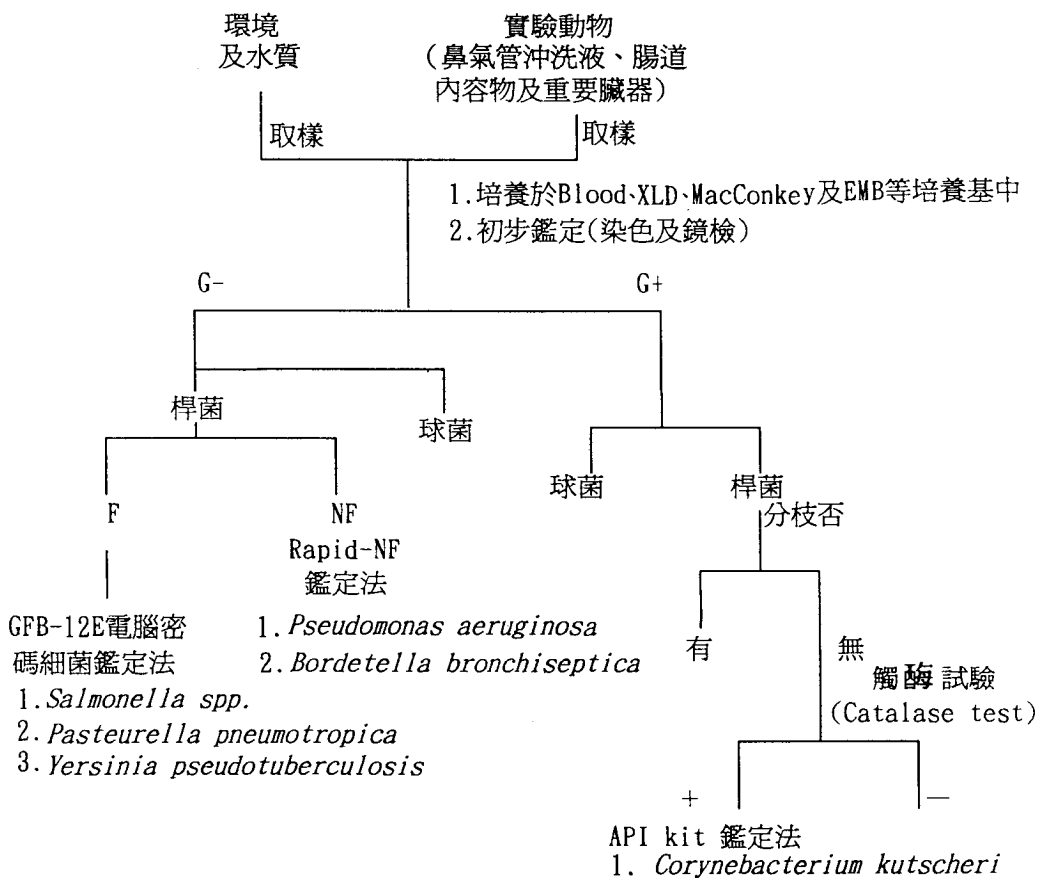 環境
及水質
實驗動物
(鼻氣管沖洗液、腸道
內容物及重要臟器)
取樣
取樣
1.培養於Blood、XLD、MacConkey及EMB等培養基中
2.初步鑑定(染色及鏡檢)
G-
G+
桿菌
球菌
球菌
桿菌
分枝否
F
NF
Rapid-NF
鑑定法
GFB-12E電腦密
碼細菌鑑定法
1.Salmonella spp.
2.Pasteurella pneumotropica
3.Yersinia pseudotuberculosis
1.Pseudomonas aeruginosa
2.Bordetella bronchiseptica
有
無
觸酶試驗
(Catalase test)
+
—
API kit 鑑定法
1. Corynebacterium kutscheri